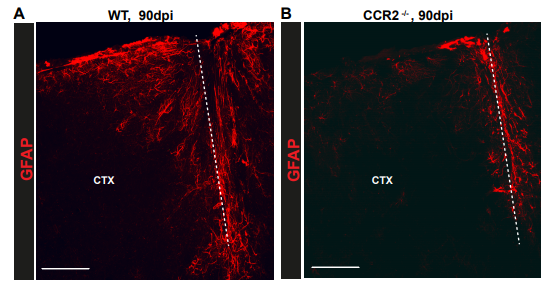 A
WT, 90dpi
GFAP
CTX
B
CCR2 -/-, 90dpi
GFAP
CTX